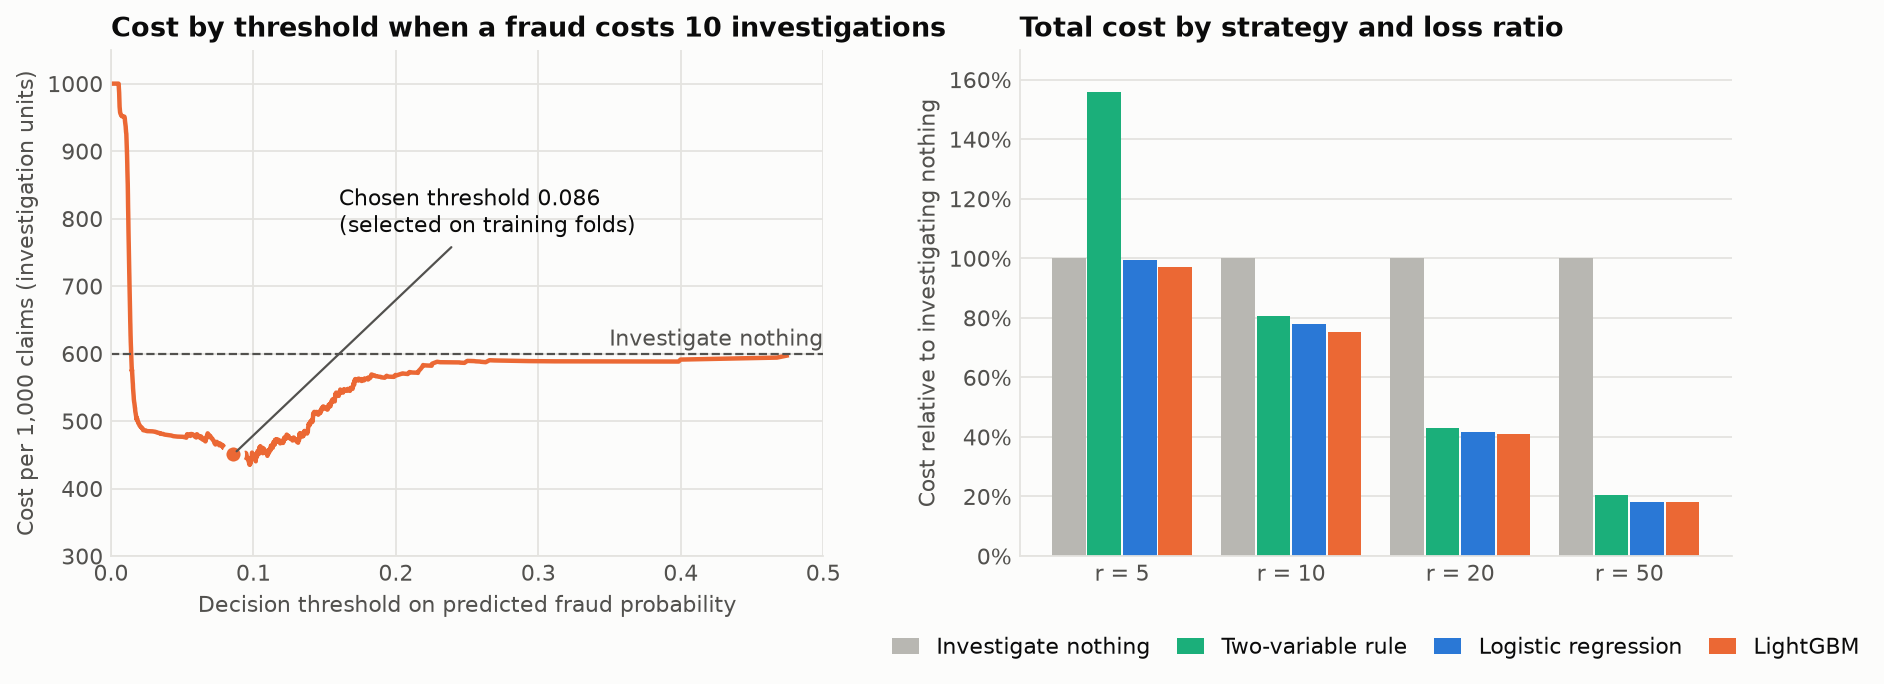 Cost by threshold when a fraud costs 10 investigations
Cost per 1,000 claims (investigation units)
1000
900
800
700
600
500
400
300
Chosen threshold 0.086
(selected on training folds)
Investigate nothing
0.0
0.1
0.2
0.3
0.4
0.5
Decision threshold on predicted fraud probability
Total cost by strategy and loss ratio
Cost relative to investigating nothing
160%
140%
120%
100%
80%
60%
40%
20%
0%
r = 5
r = 10
r = 20
r = 50
Investigate nothing
Two-variable rule
Logistic regression
LightGBM